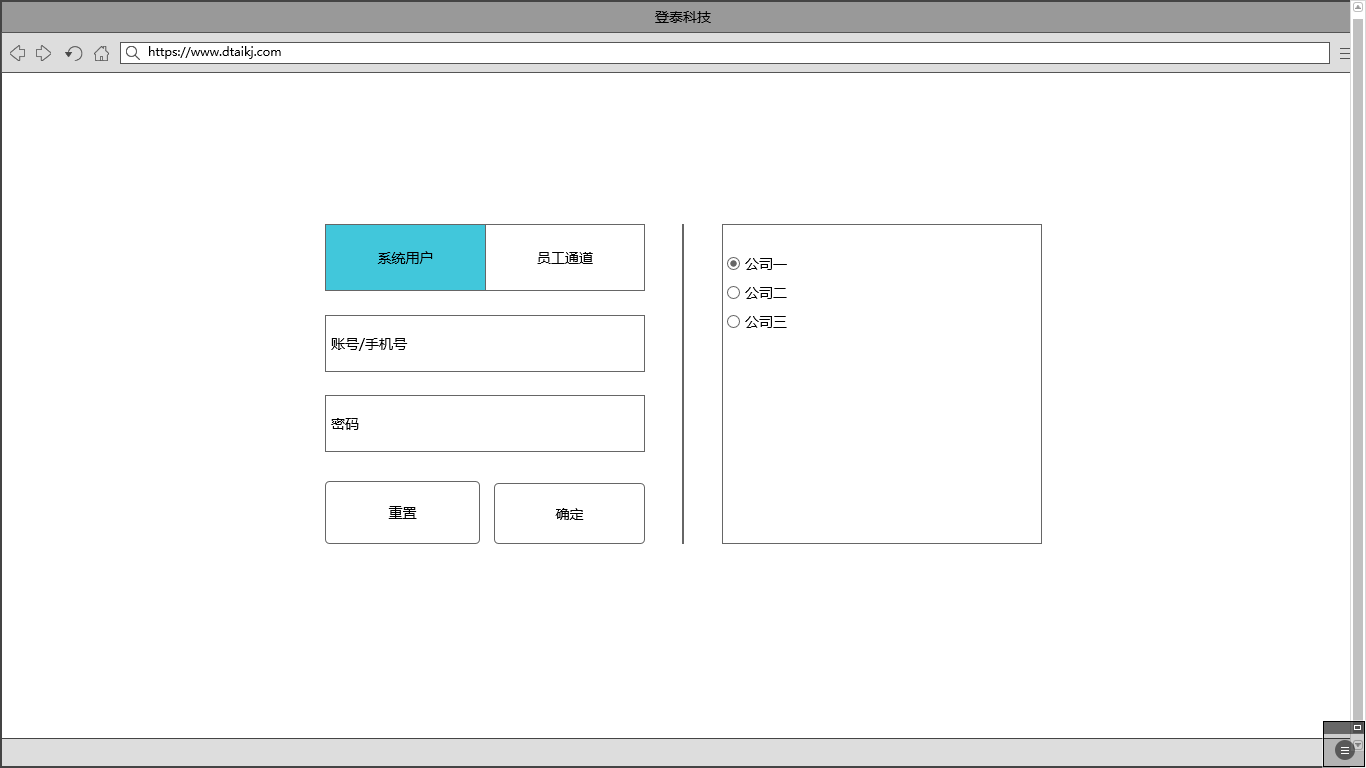 登泰科技
https://www.dtaikj.com
系统用户
员工通道
账号/手机号
密码
重置
确定
公司一
公司二
公司三